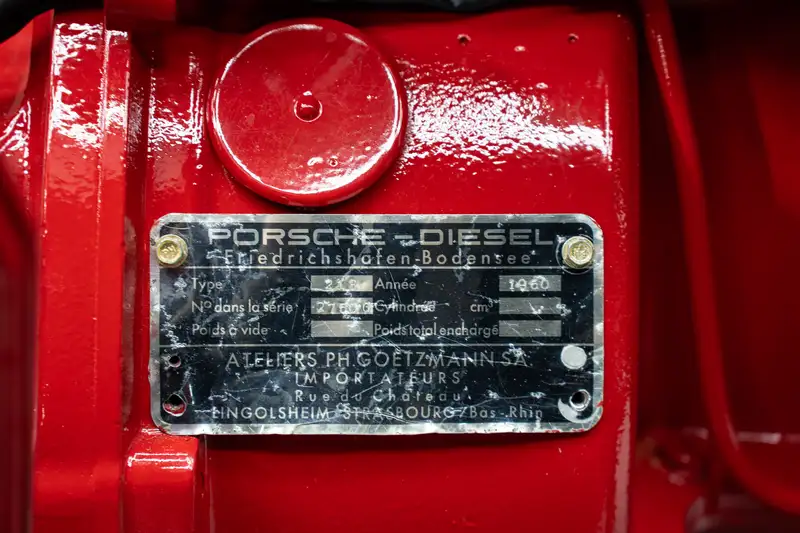 PORSCHE-DIESEL
Friedrichshafen-Bodensee
Type Année 1960
Nº dans la série Cylindrée cm³
Poids à vide Poids total en charge
ATELIERS PH. GOETZMANN S.A.
IMPORTATEURS
Rue du Château
LINGOLSHEIM-STRASBOURG/Bas-Rhin